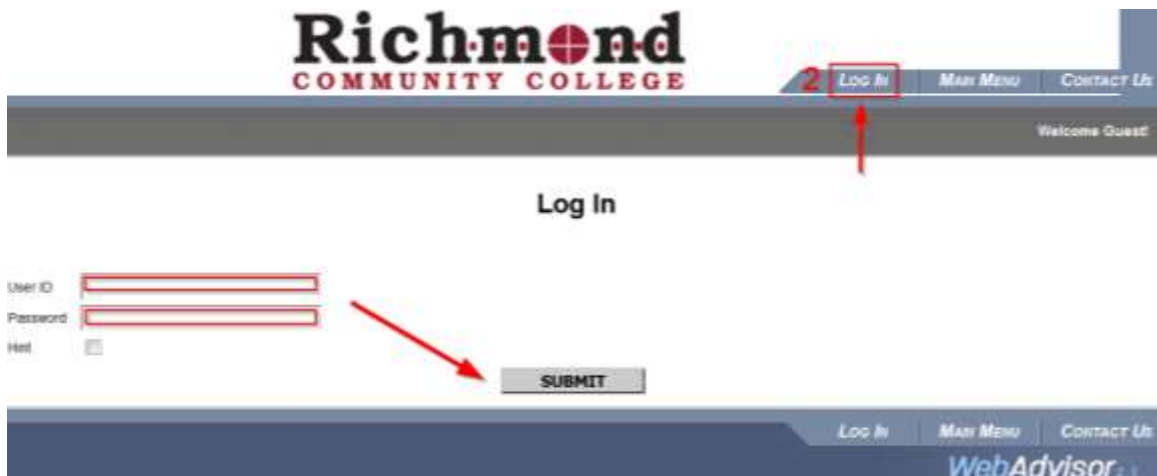 Richmond
COMMUNITY COLLEGE
2 LOG IN MAIN MENU CONTACT US
Welcome Guest!
Log In
User ID
Password
Hint
SUBMIT
LOG IN MAIN MENU CONTACT US
WebAdvisor